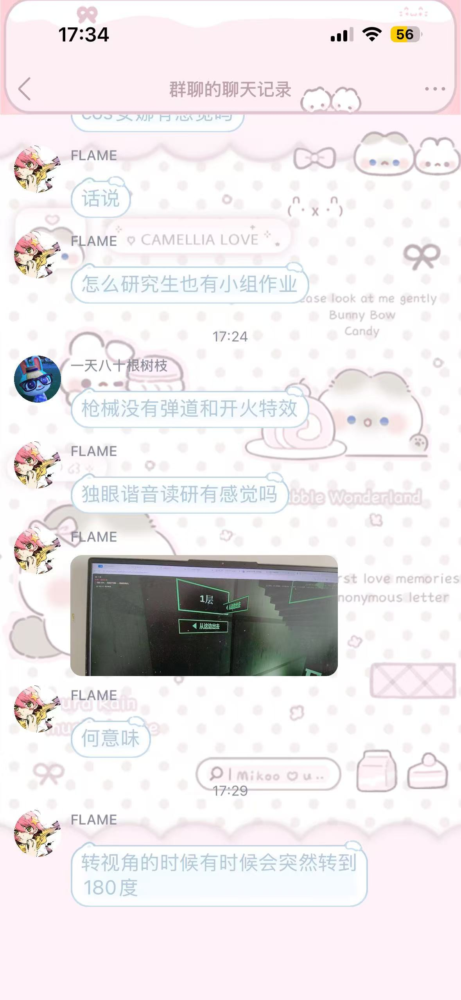 17:34
56
群聊的聊天记录
FLAME
话说
CAMELLIA LOVE
FLAME
怎么研究生也有小组作业
look at me gently
Bunny Bow
Candy
17:24
一天八十根树枝
枪械没有弹道和开火特效
FLAME
独眼谐音读研有感觉吗
Wonderland
FLAME
love memories
letter
1层
从这边出去
从这边出去
FLAME
何意味
Mikoo u..
17:29
FLAME
转视角的时候有时候会突然转到
180度